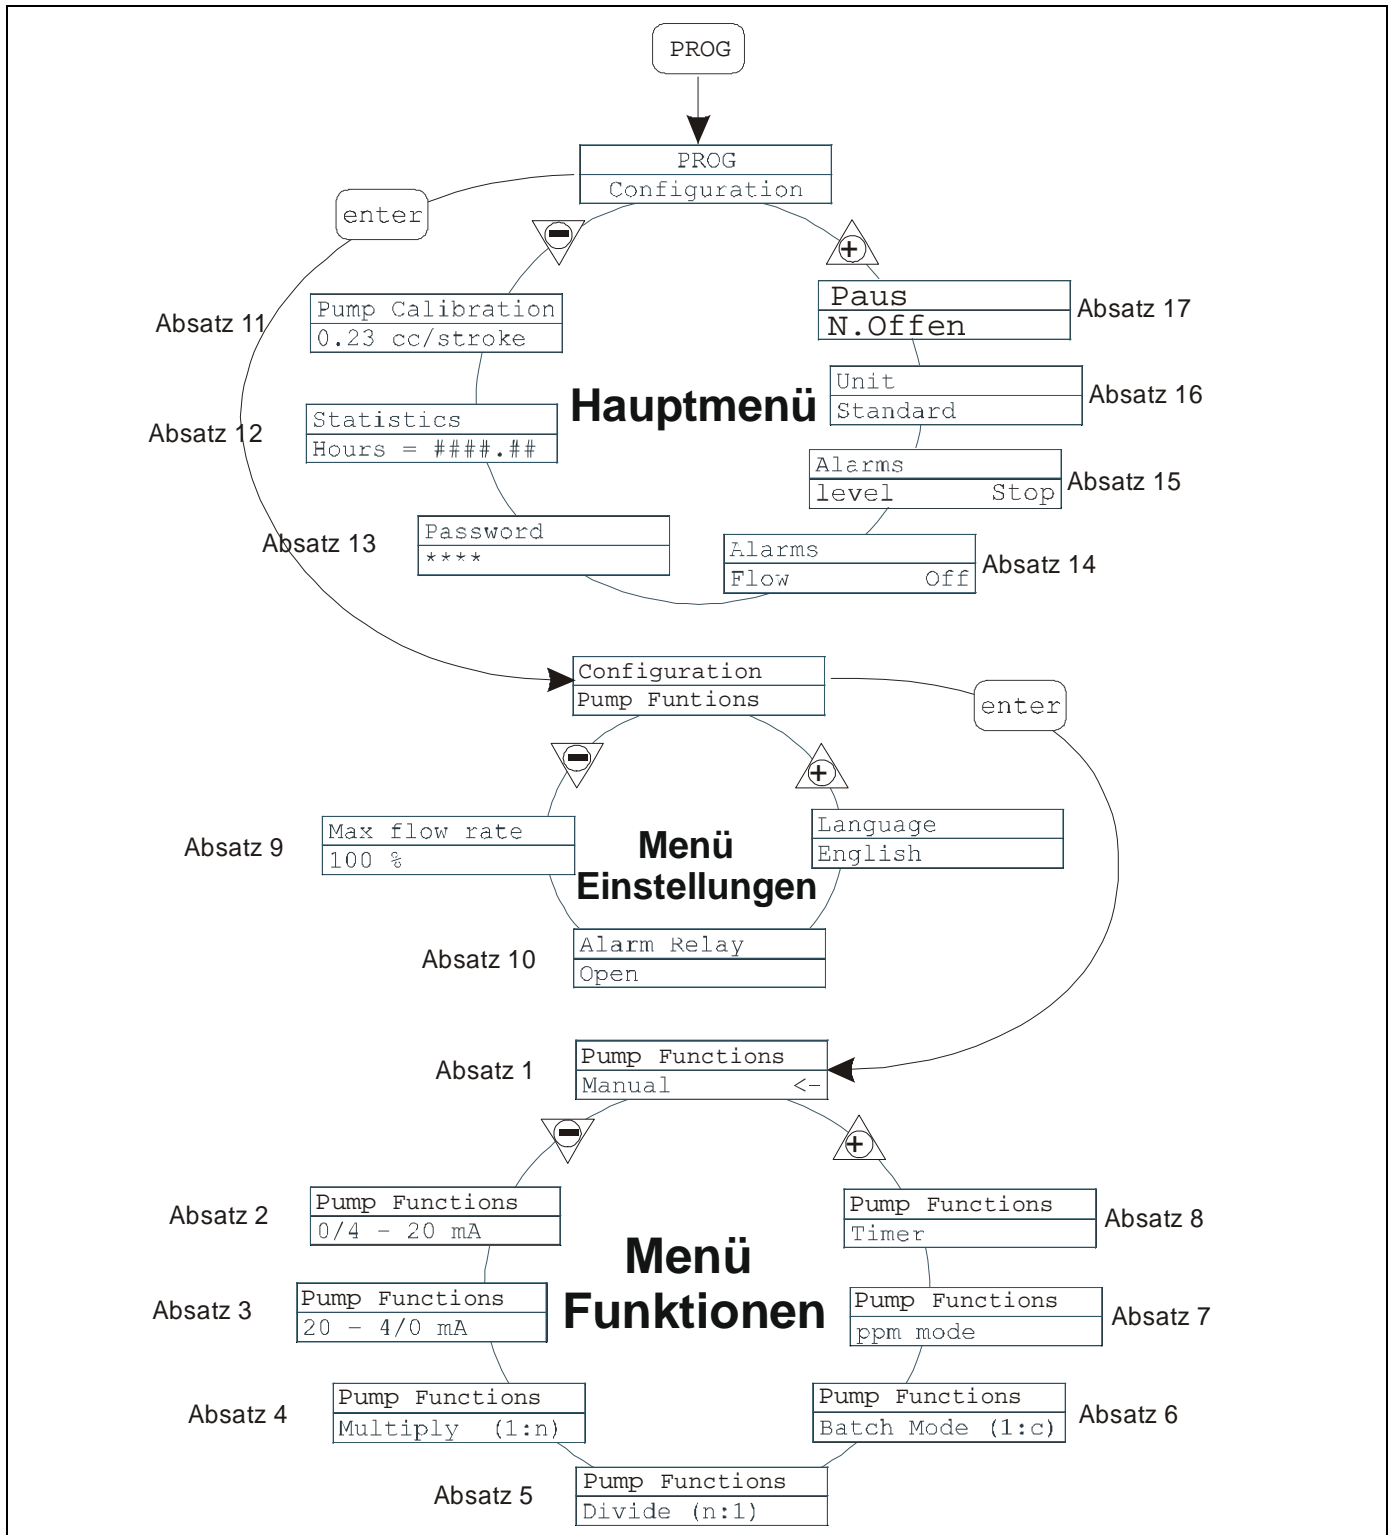 PROG
PROG
Configuration
enter
Pump Calibration
0.23 cc/stroke
Absatz 11
Paus
N.Offen
Absatz 17
Hauptmenü
Unit
Standard
Absatz 16
Statistics
Hours = ####.##
Absatz 12
Alarms
level Stop
Absatz 15
Password
****
Absatz 13
Alarms
Flow Off
Absatz 14
Configuration
Pump Funtions
enter
Max flow rate
100 %
Absatz 9
Menü
Einstellungen
Language
English
Alarm Relay
Open
Absatz 10
Absatz 1
Pump Functions
Manual <-
Absatz 2
Pump Functions
0/4 - 20 mA
Pump Functions
Timer
Absatz 8
Menü
Funktionen
Absatz 3
Pump Functions
20 - 4/0 mA
Pump Functions
ppm mode
Absatz 7
Absatz 4
Pump Functions
Multiply (1:n)
Pump Functions
Batch Mode (1:c)
Absatz 6
Absatz 5
Pump Functions
Divide (n:1)